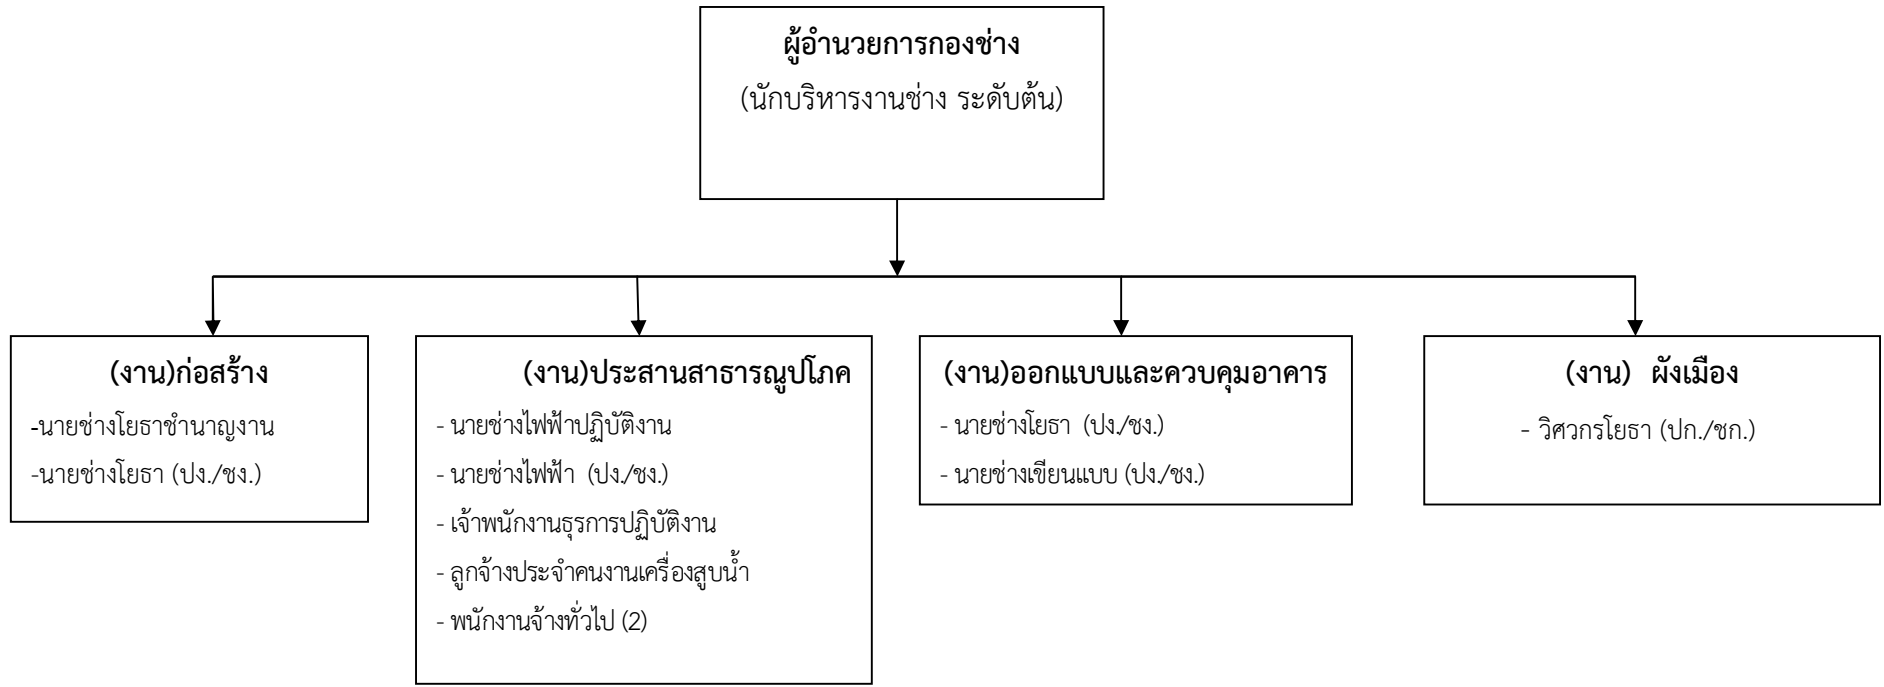 ผู้อำนวยการกองช่าง
(นักบริหารงานช่าง ระดับต้น)
(งาน)ก่อสร้าง
-นายช่างโยธาชำนาญงาน
-นายช่างโยธา (ปง./ชง.)
(งาน)ประสานสาธารณูปโภค
- นายช่างไฟฟ้าปฏิบัติงาน
- นายช่างไฟฟ้า (ปง./ชง.)
- เจ้าพนักงานธุรการปฏิบัติงาน
- ลูกจ้างประจำคนงานเครื่องสูบน้ำ
- พนักงานจ้างทั่วไป (2)
(งาน)ออกแบบและควบคุมอาคาร
- นายช่างโยธา (ปง./ชง.)
- นายช่างเขียนแบบ (ปง./ชง.)
(งาน) ผังเมือง
- วิศวกรโยธา (ปก./ชก.)